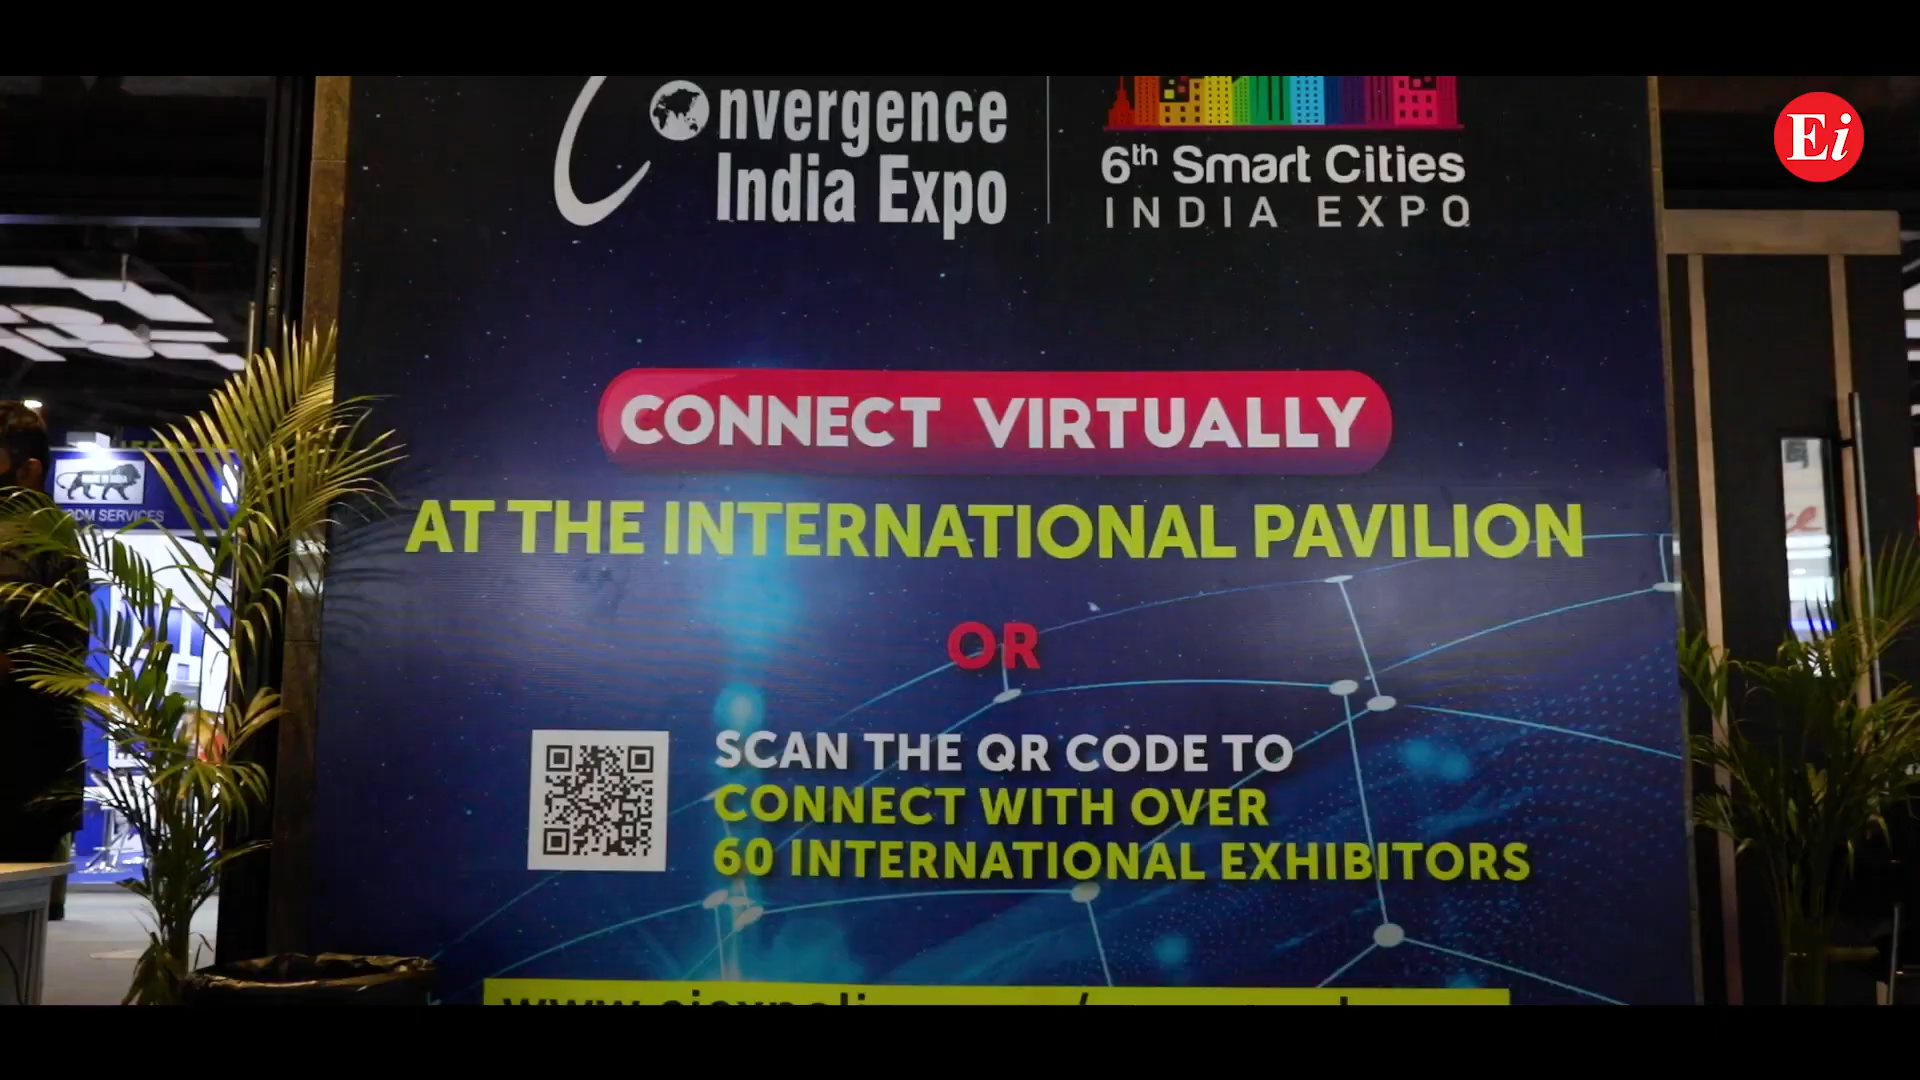 Convergence
India Expo
6th Smart Cities
INDIA EXPO
Ei
CONNECT VIRTUALLY
AT THE INTERNATIONAL PAVILION
OR
SCAN THE QR CODE TO
CONNECT WITH OVER
60 INTERNATIONAL EXHIBITORS
SERVICES